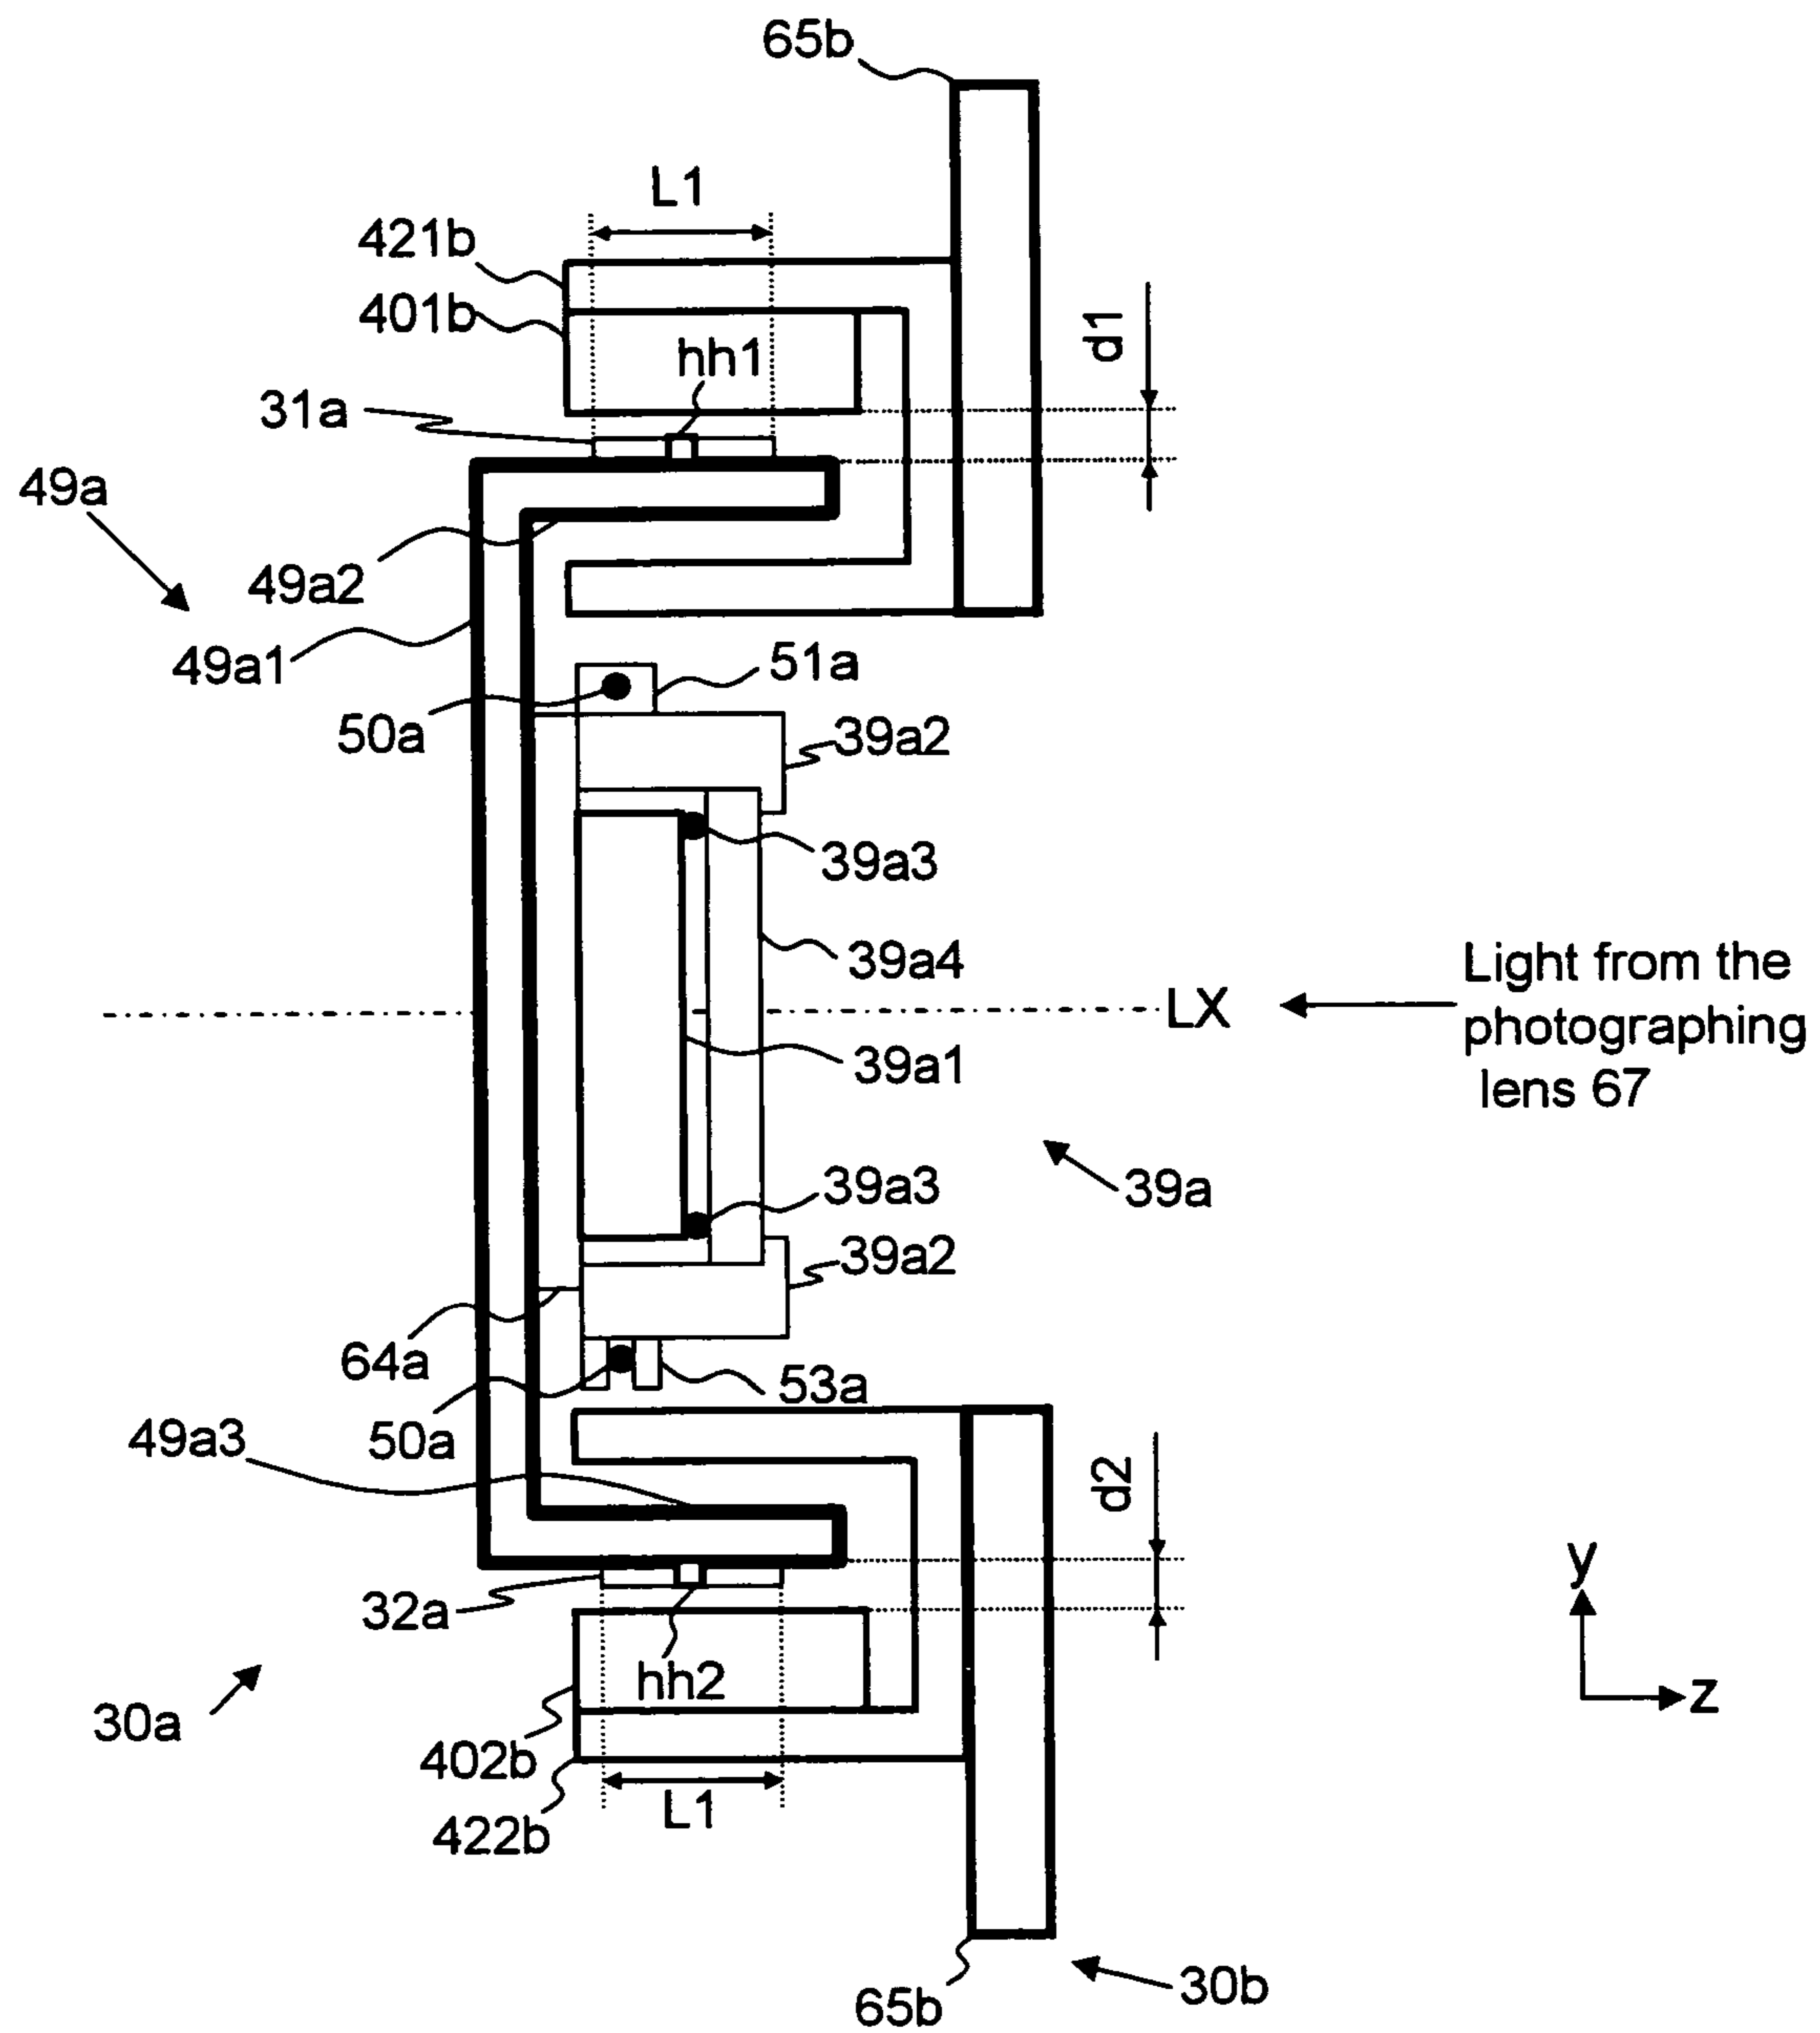 65b
L1
421b
401b
hh1
d1
31a
49a
49a2
49a1
51a
50a
39a2
39a3
39a4
Light from the
LX
photographing
39a1
lens 67
39a3
39a
39a2
64a
53a
49a3
50a
d2
y
32a
hh2
z
30a
402b
L1
422b
30b
65b